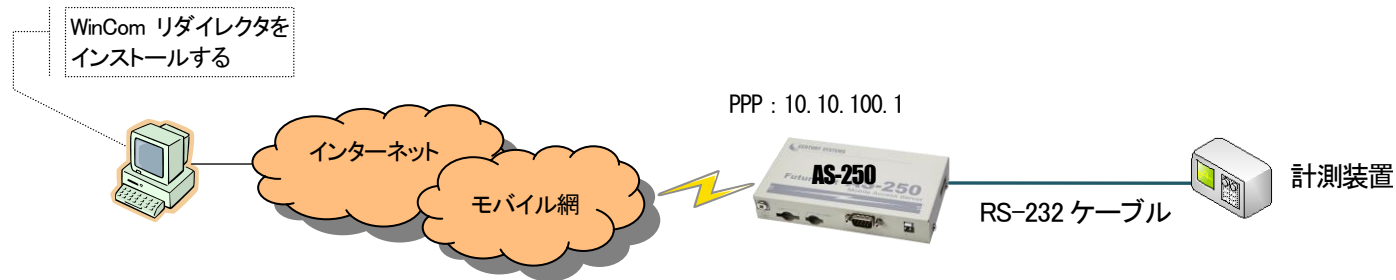 WinCom リダイレクタを
インストールする
PPP : 10.10.100.1
インターネット
モバイル網
CENTURY SYSTEMS
AS-250
RS-232 ケーブル
計測装置